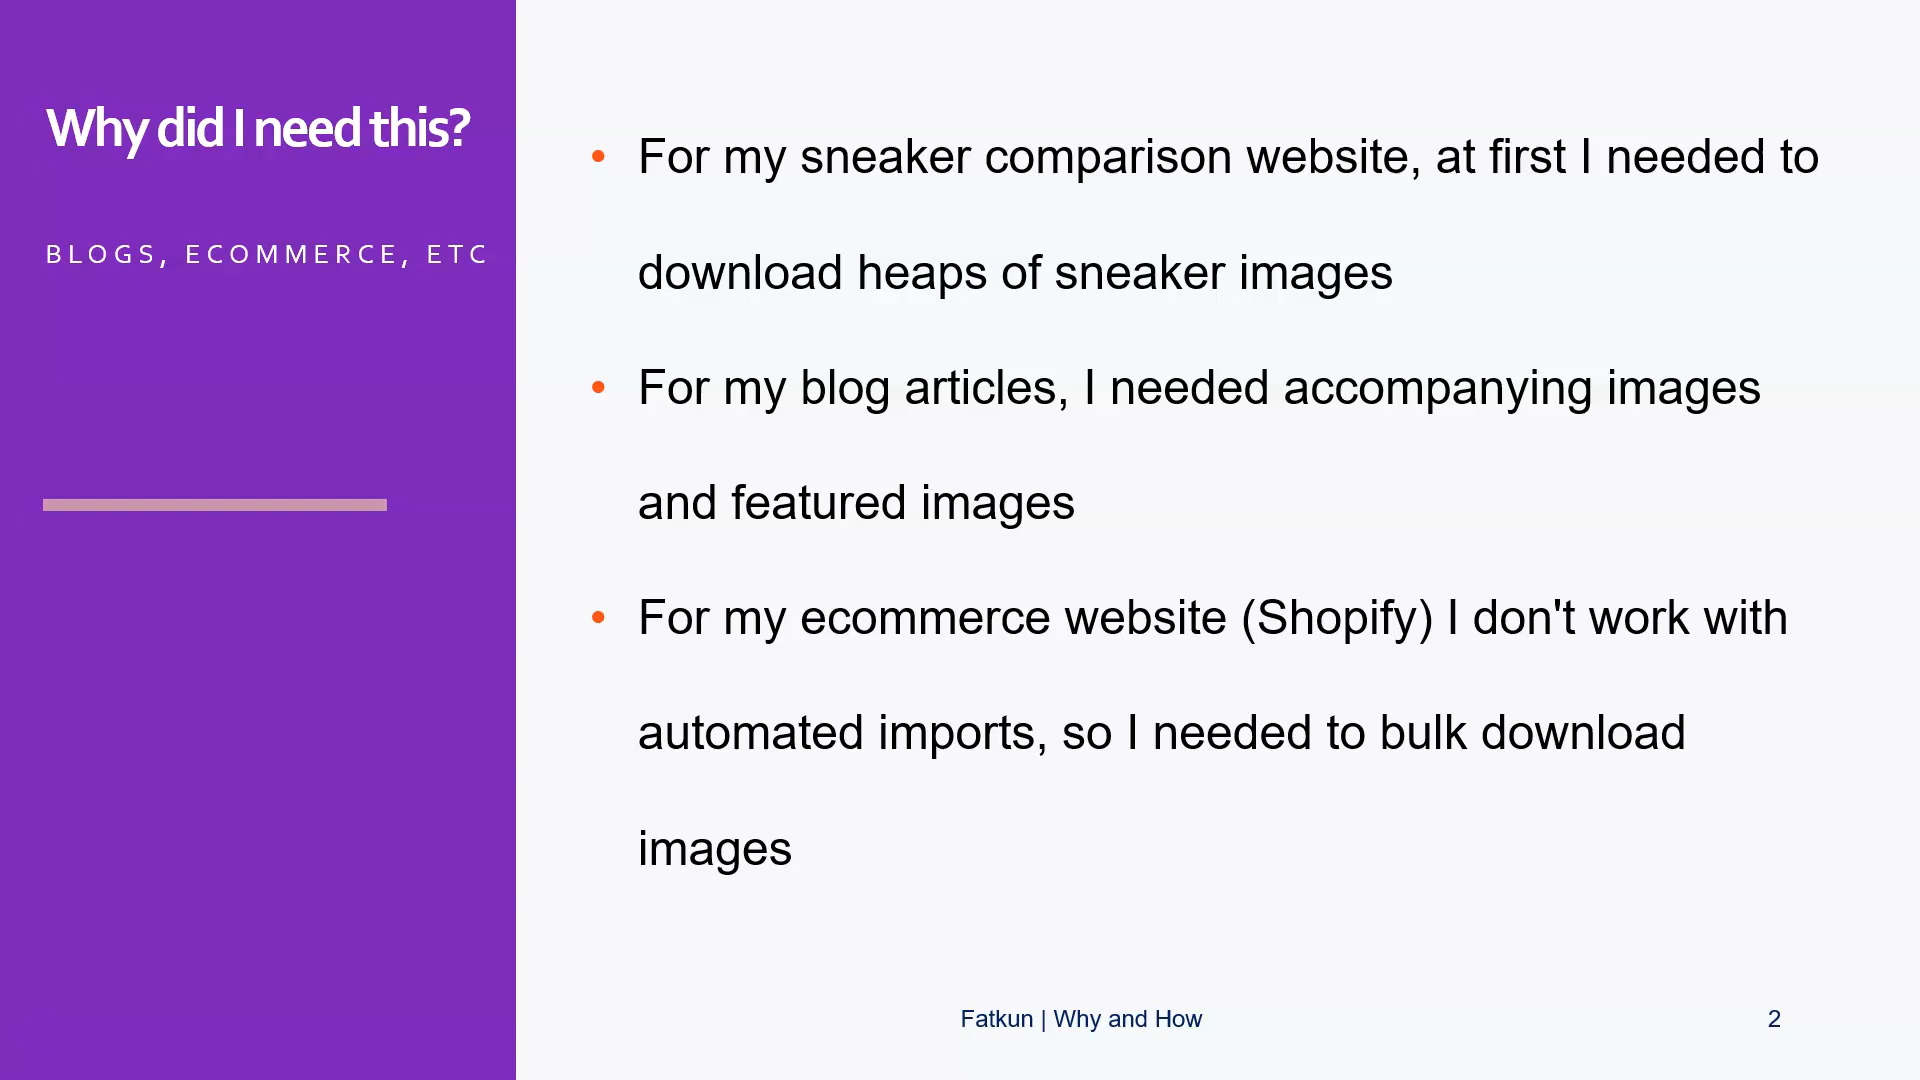 Why did I need this?
BLOGS, ECOMMERCE, ETC
• For my sneaker comparison website, at first I needed to
download heaps of sneaker images
• For my blog articles, I needed accompanying images
and featured images
• For my ecommerce website (Shopify) I don't work with
automated imports, so I needed to bulk download
images
Fatkun | Why and How
2